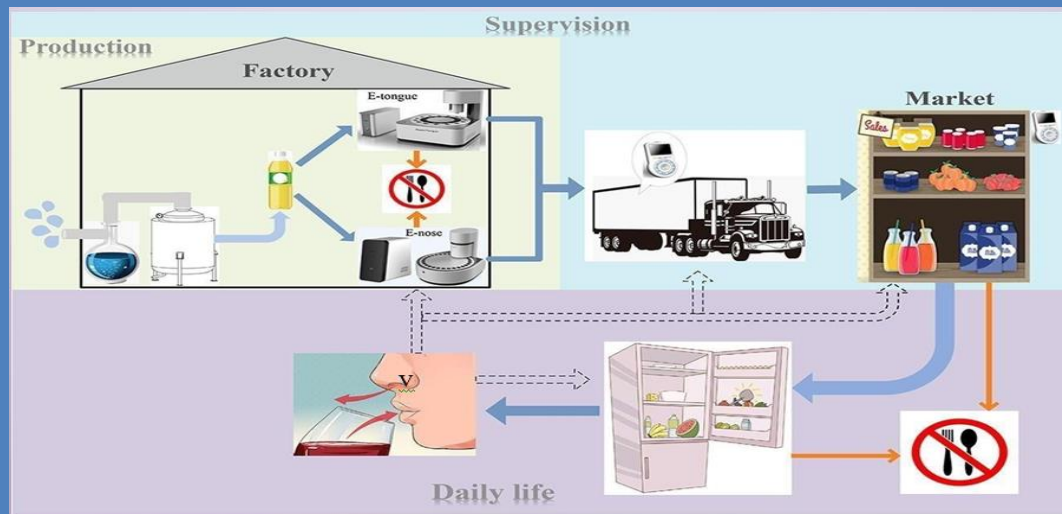 Supervision
Production
Factory
E-tongue
E-nose
Market
Sales
V
Daily life